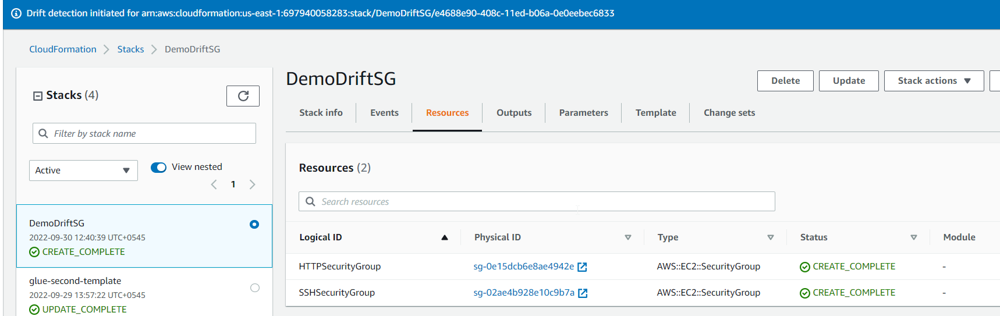 Drift detection initiated for arn:aws:cloudformation:us-east-1:697940058283:stack/DemoDriftSG/e4688e90-408c-11ed-b06a-0e0eebec6833
CloudFormation > Stacks > DemoDriftSG
Stacks (4)
Filter by stack name
Active
View nested
1
DemoDriftSG
2022-09-30 12:40:39 UTC+0545
CREATE_COMPLETE
glue-second-template
2022-09-29 13:57:22 UTC+0545
UPDATE_COMPLETE
DemoDriftSG
Delete Update Stack actions
Stack info Events Resources Outputs Parameters Template Change sets
Resources (2)
Search resources
Logical ID Physical ID Type Status Module
HTTPSecurityGroup sg-0e15dcb6e8ae4942e AWS::EC2::SecurityGroup CREATE_COMPLETE -
SSHSecurityGroup sg-02ae4b928e10c9b7a AWS::EC2::SecurityGroup CREATE_COMPLETE -